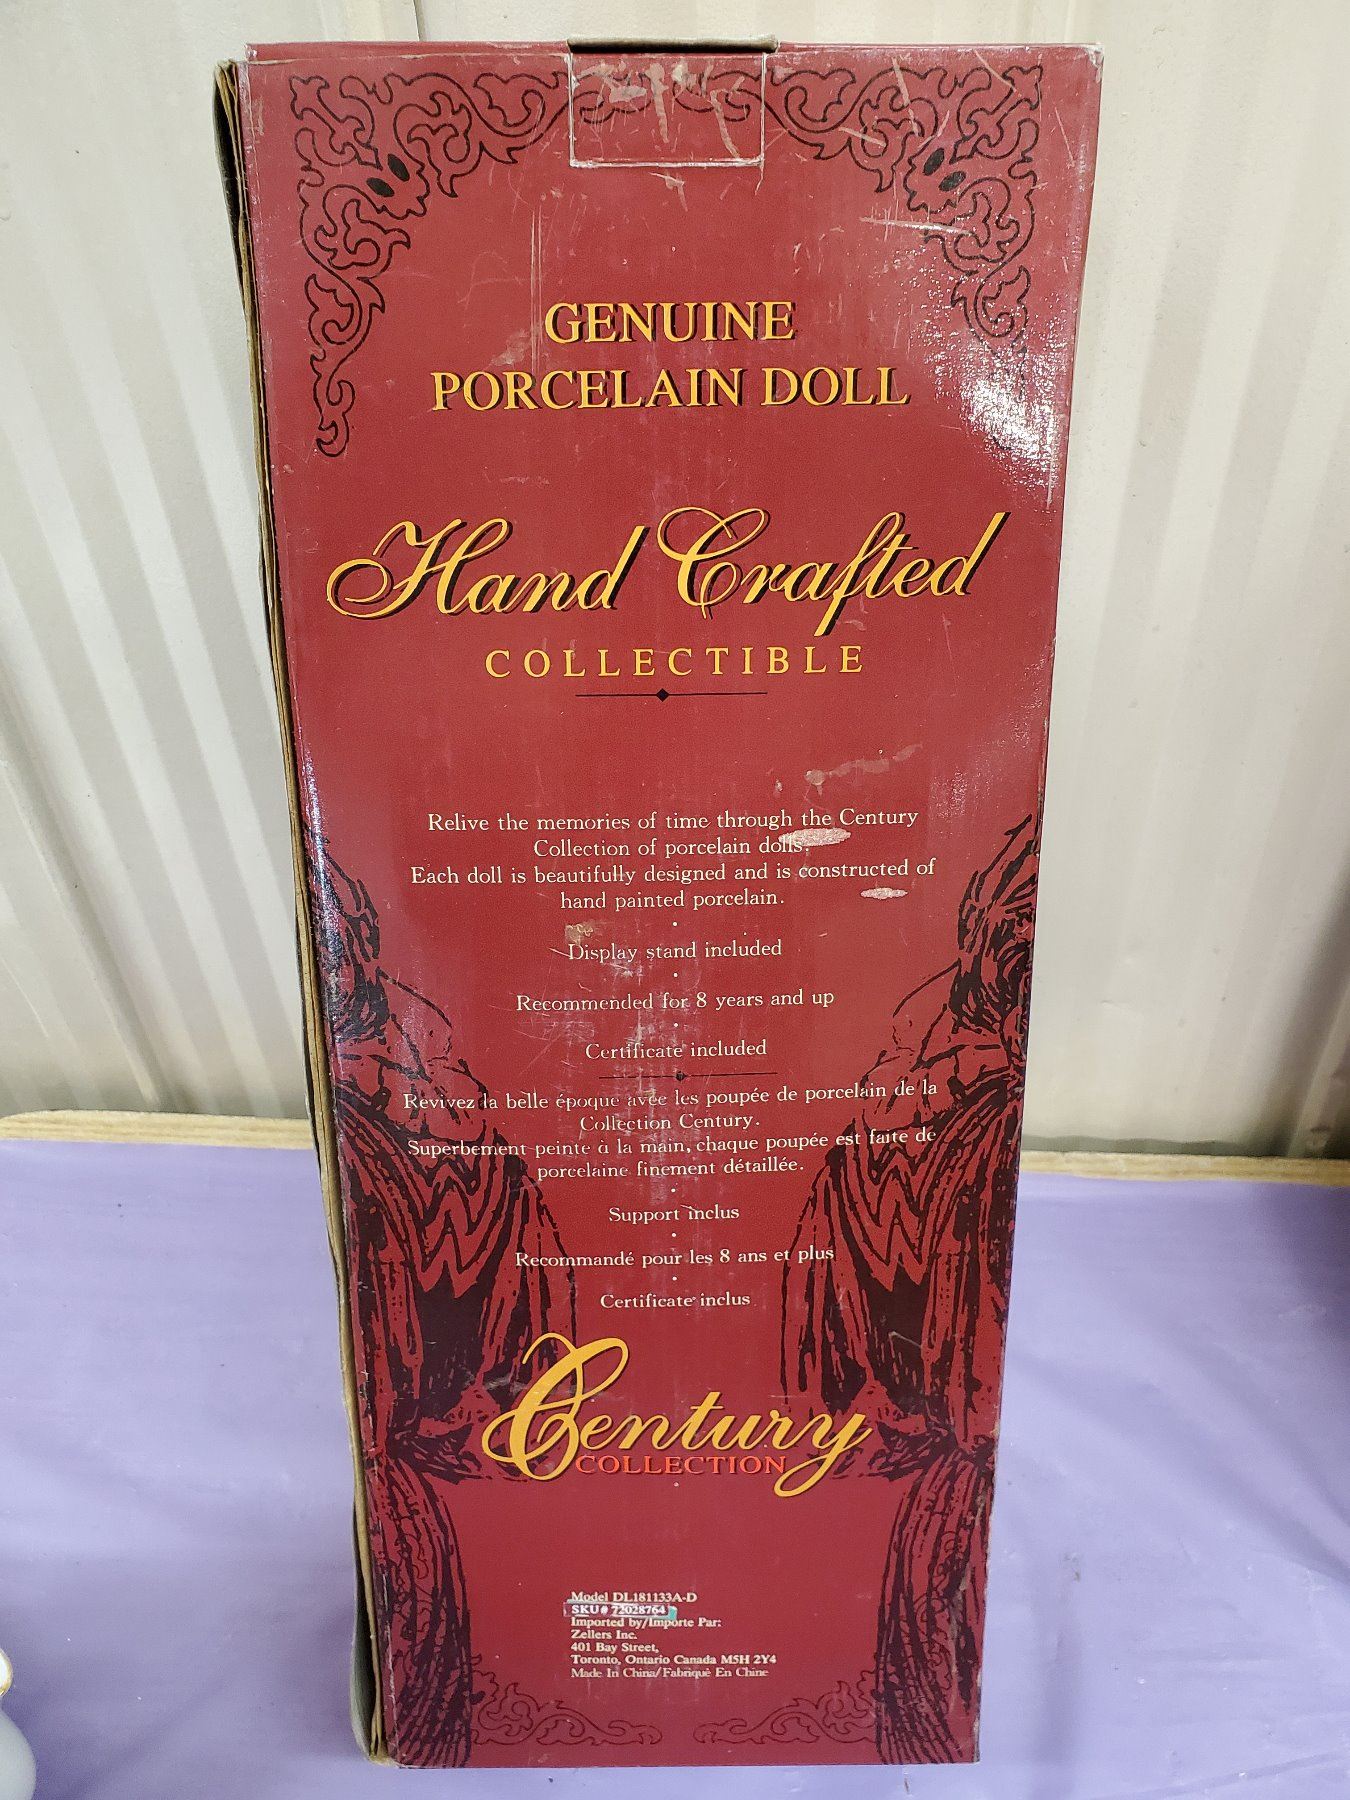 GENUINE
PORCELAIN DOLL
Hand Crafted
COLLECTIBLE
Relive the memories of time through the Century
Collection of porcelain dolls.
Each doll is beautifully designed and is constructed of
hand painted porcelain.
Display stand included
Recommended for 8 years and up
Certificate included
Revivez la belle époque avec les poupée de porcelain de la
Collection Century.
Superbement peinte à la main, chaque poupée est faite de
porcelaine finement détaillée.
Support inclus
Recommandé pour les 8 ans et plus
Certificate inclus
Century
COLLECTION
Model DL181133A-D
SKU# 72028764
Imported by/Importe Par:
Zellers Inc.
401 Bay Street,
Toronto, Ontario Canada M5H 2Y4
Made In China/Fabriqué En Chine